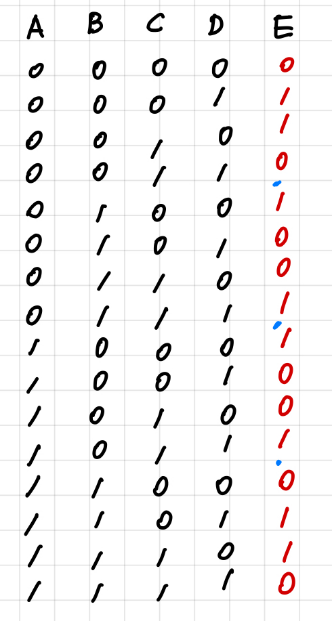 A B C D E
0 0 0 0 0
0 0 0 1 1
0 0 1 0 1
0 0 1 1 0
0 1 0 0 1
0 1 0 1 0
0 1 1 0 0
0 1 1 1 1
1 0 0 0 1
1 0 0 1 0
1 0 1 0 0
1 0 1 1 1
1 1 0 0 0
1 1 0 1 1
1 1 1 0 1
1 1 1 1 0